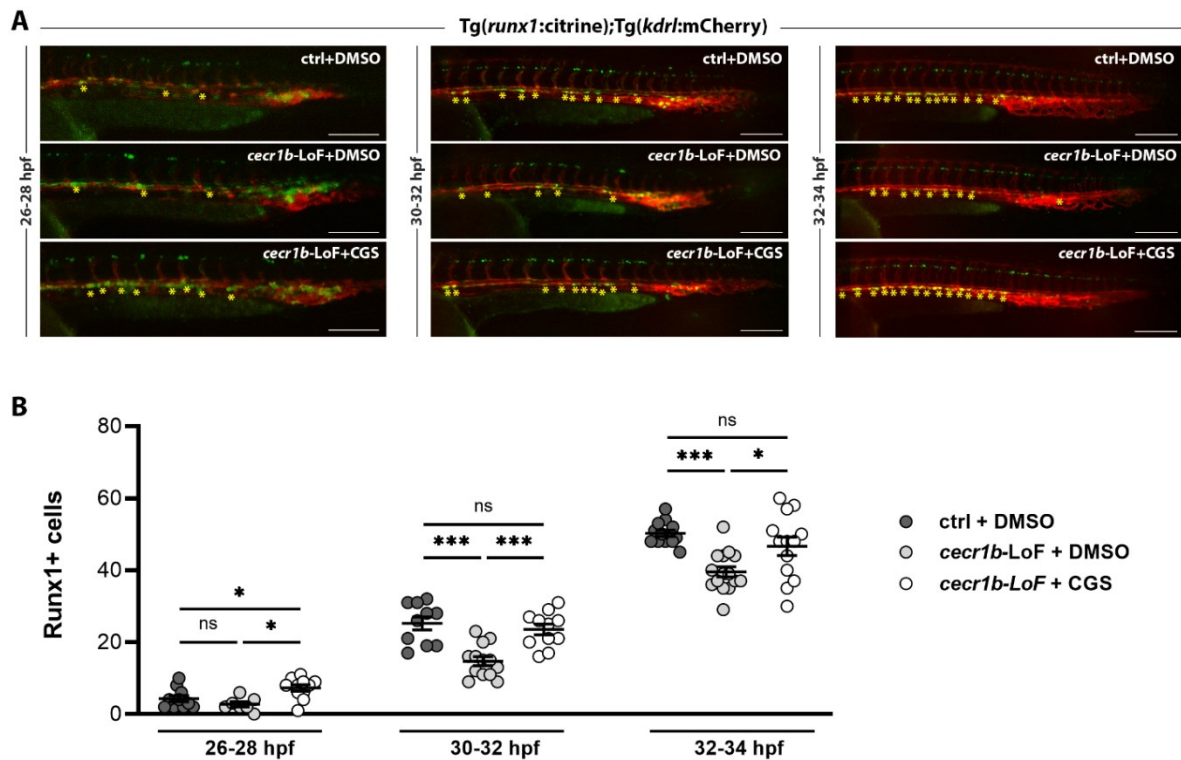 A
Tg(runx1:citrine);Tg(kdrl:mCherry)
26-28 hpf
ctrl+DMSO
cecr1b-LoF+DMSO
cecr1b-LoF+CGS
30-32 hpf
ctrl+DMSO
cecr1b-LoF+DMSO
cecr1b-LoF+CGS
32-34 hpf
ctrl+DMSO
cecr1b-LoF+DMSO
cecr1b-LoF+CGS
B
Runx1+ cells
80
60
40
20
0
*
ns *
ns
*** ***
ns
*** *
26-28 hpf 30-32 hpf 32-34 hpf
ctrl + DMSO
cecr1b-LoF + DMSO
cecr1b-LoF + CGS